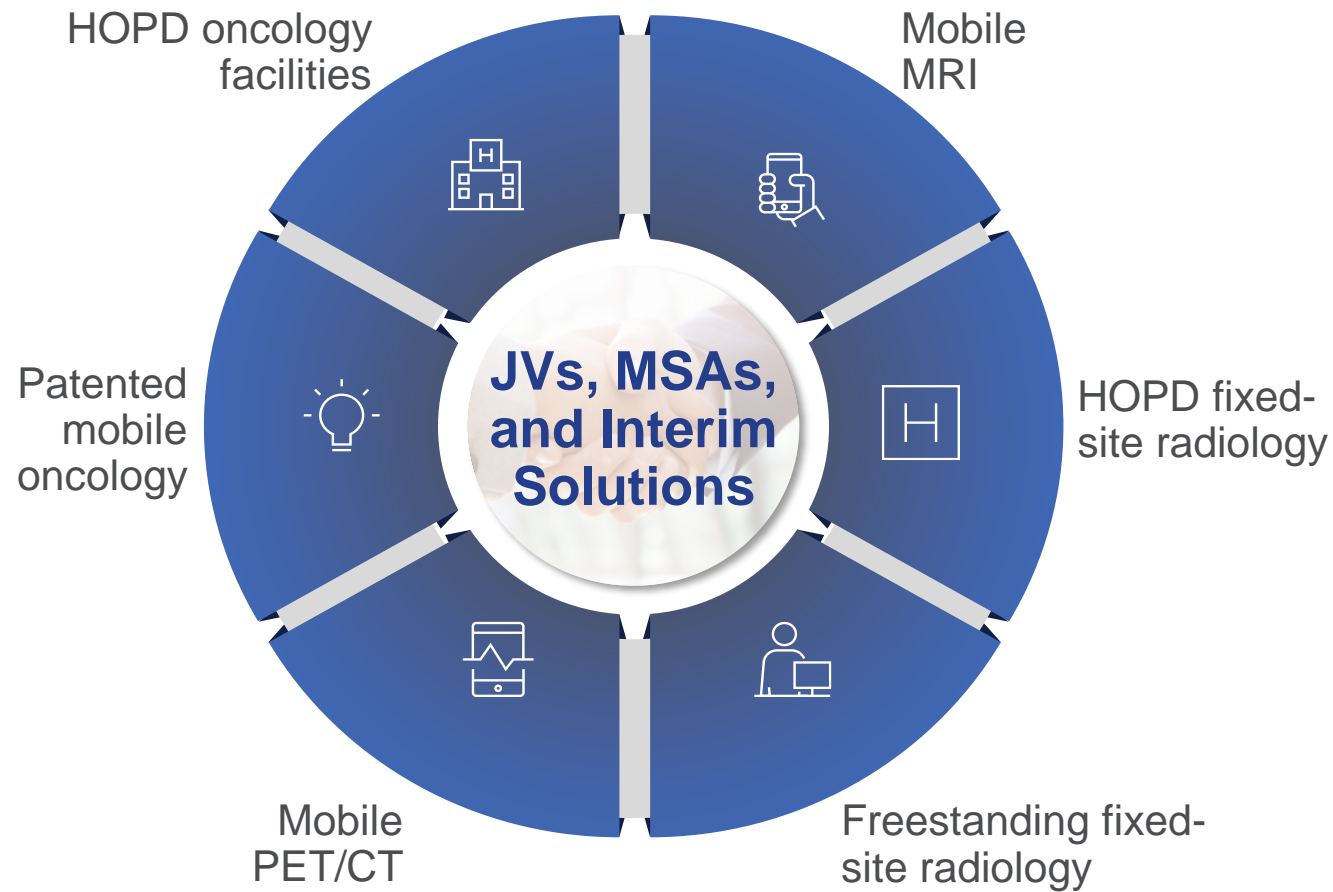 HOPD oncology
facilities
Mobile
MRI
Patented
mobile
oncology
H
JVs, MSAs,
and Interim
Solutions
H
HOPD fixed-
site radiology
Mobile
PET/CT
Freestanding fixed-
site radiology